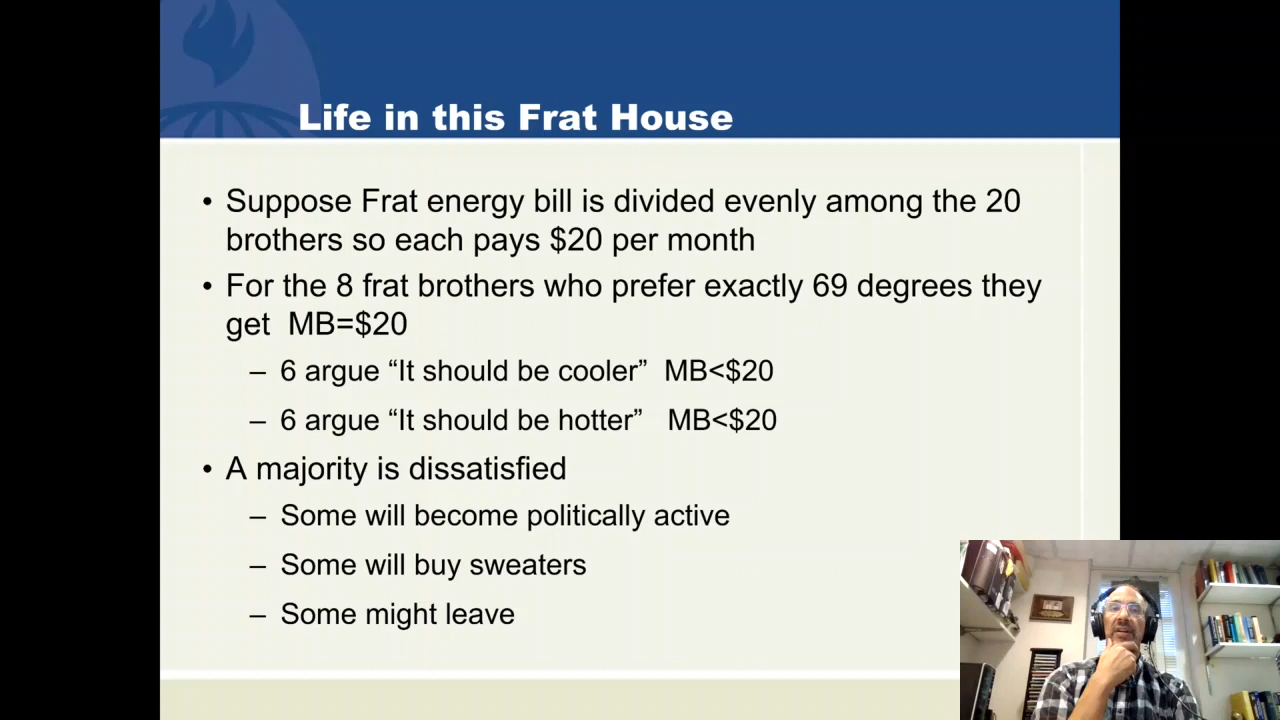 Life in this Frat House
• Suppose Frat energy bill is divided evenly among the 20
brothers so each pays $20 per month
• For the 8 frat brothers who prefer exactly 69 degrees they
get  MB=$20
– 6 argue “It should be cooler”  MB<$20
– 6 argue “It should be hotter”   MB<$20
• A majority is dissatisfied
– Some will become politically active
– Some will buy sweaters
– Some might leave